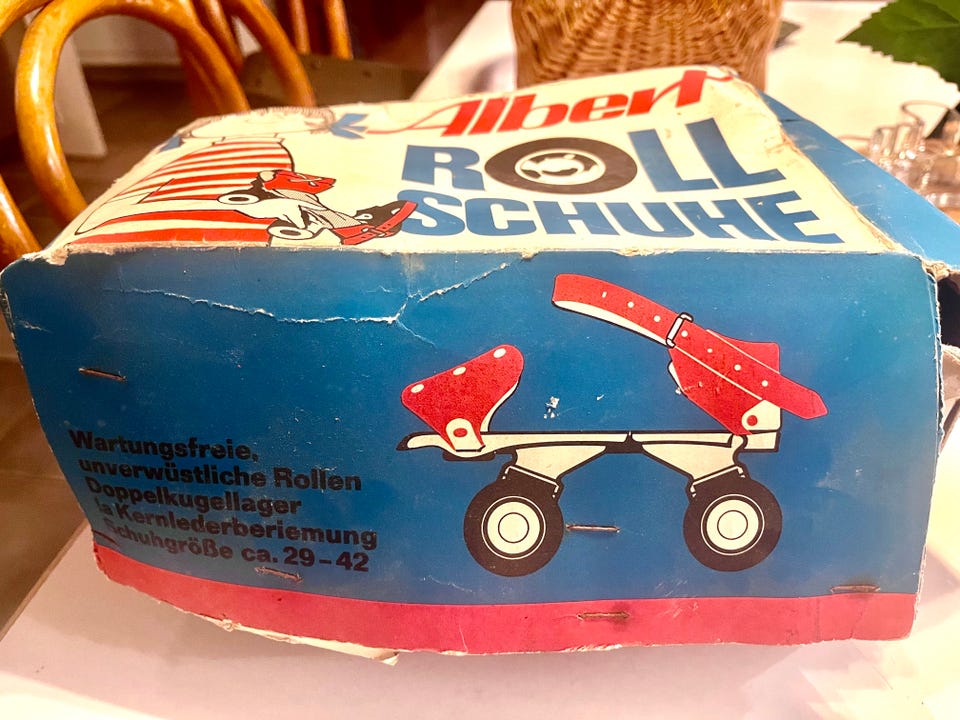 Albert
ROLL
SCHUHE
Wartungsfreie,
unverwüstliche Rollen
Doppelkugellager
Ia Kernlederberiemung
Schuhgröße ca. 29-42